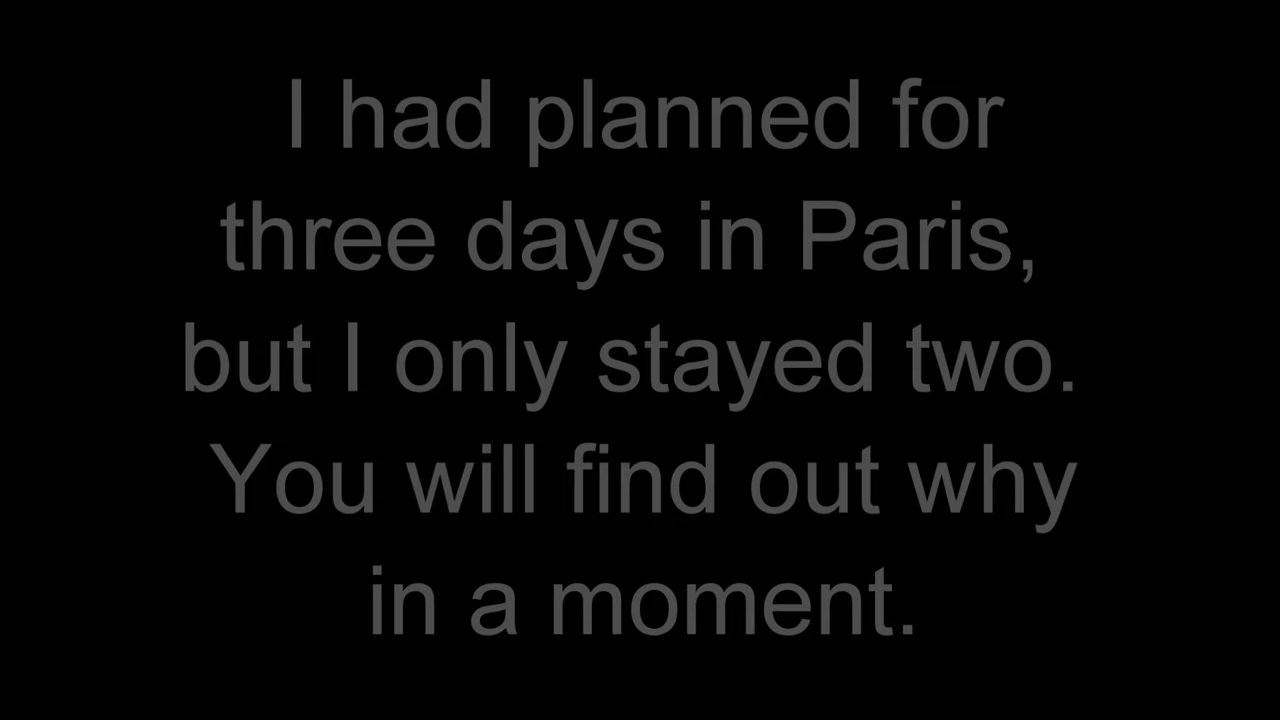 I had planned for
three days in Paris,
but I only stayed two.
You will find out why
in a moment.